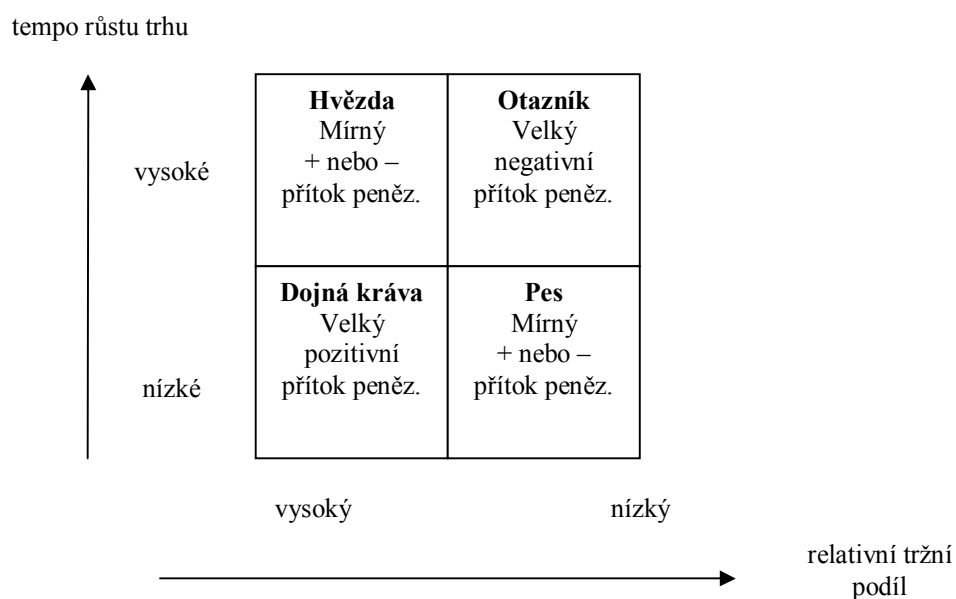 tempo růstu trhu
Hvězda
Mírný
+ nebo –
přítok peněz.
Otazník
Velký
negativní
přítok peněz.
vysoké
Dojná kráva
Velký
pozitivní
přítok peněz.
Pes
Mírný
+ nebo –
přítok peněz.
nízké
vysoký
nízký
relativní tržní
podíl